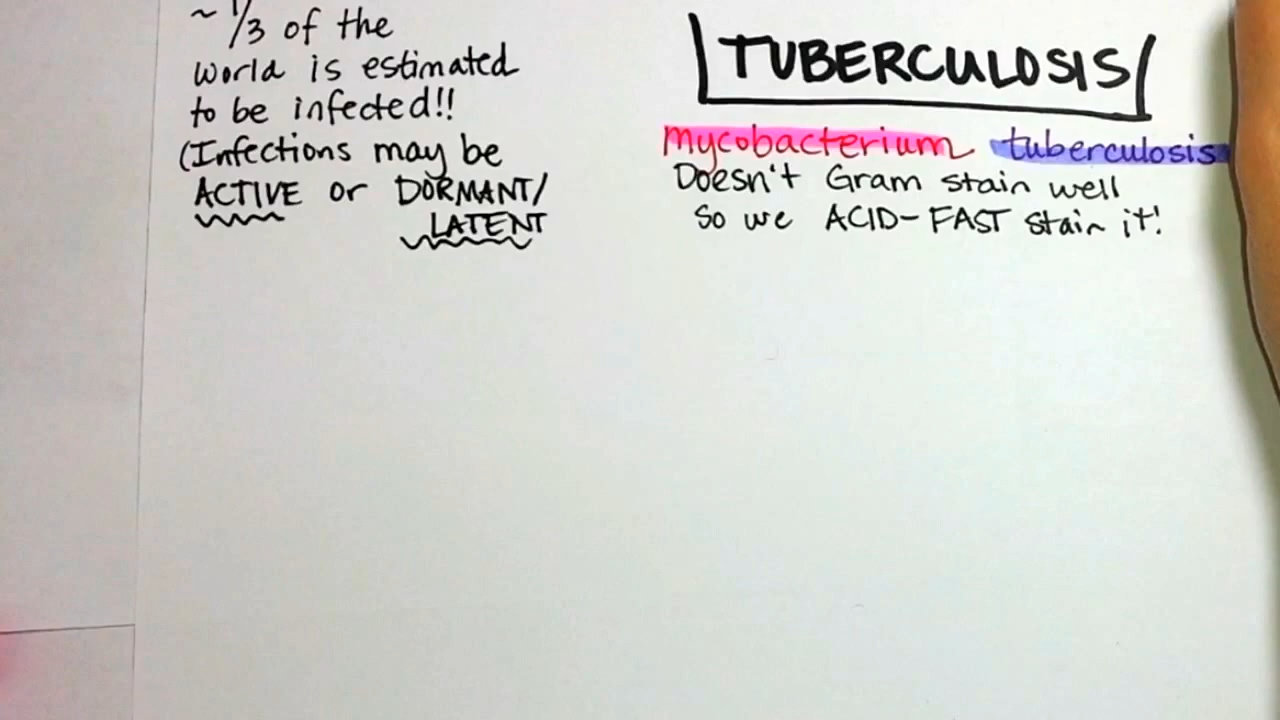 ~ 1/3 of the
world is estimated
to be infected!!
(Infections may be
ACTIVE or DORMANT/
LATENT
TUBERCULOSIS
Mycobacterium tuberculosis
Doesn't Gram stain well
So we ACID-FAST stain it!